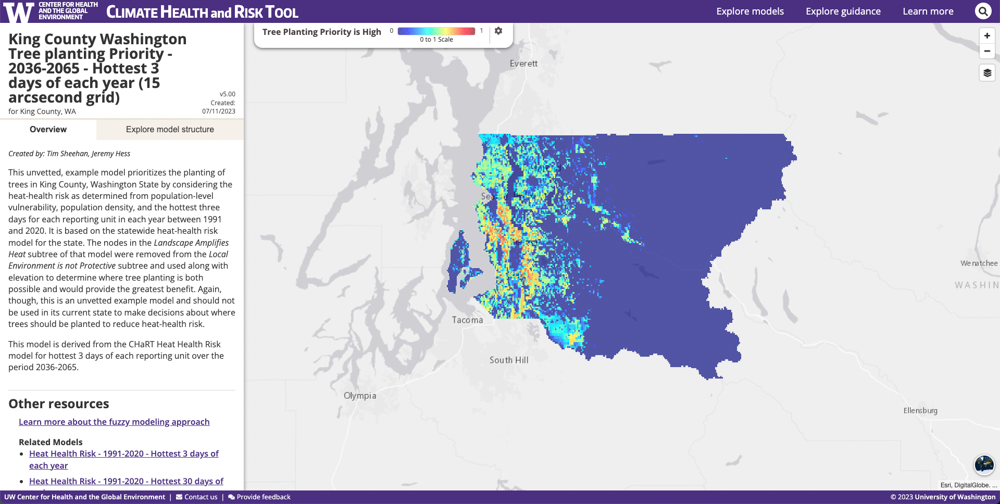 W CENTER FOR HEALTH
AND THE GLOBAL
ENVIRONMENT
CLIMATE HEALTH and RISK TOOL
Explore models
Explore guidance
Learn more
King County Washington
Tree planting Priority -
2036-2065 - Hottest 3
days of each year (15
arcsecond grid)
for King County, WA
v5.00
Created:
07/11/2023
Overview
Explore model structure
Created by: Tim Sheehan, Jeremy Hess
This unvetted, example model prioritizes the planting of
trees in King County, Washington State by considering the
heat-health risk as determined from population-level
vulnerability, population density, and the hottest three
days for each reporting unit in each year between 1991
and 2020. It is based on the statewide heat-health risk
model for the state. The nodes in the Landscape Amplifies
Heat subtree of that model were removed from the Local
Environment is not Protective subtree and used along with
elevation to determine where tree planting is both
possible and would provide the greatest benefit. Again,
though, this is an unvetted example model and should not
be used in its current state to make decisions about where
trees should be planted to reduce heat-health risk.
This model is derived from the CHaRT Heat Health Risk
model for hottest 3 days of each reporting unit over the
period 2036-2065.
Other resources
Learn more about the fuzzy modeling approach
Related Models
Heat Health Risk - 1991-2020 - Hottest 3 days of
each year
Heat Health Risk - 1991-2020 - Hottest 30 days of
Tree Planting Priority is High
0
1
0 to 1 Scale
+
−
Everett
Tacoma
South Hill
Olympia
Wenatchee
WASHIN
Ellensburg
Esri, DigitalGlobe. ...
UW Center for Health and the Global Environment | Contact us | Provide feedback
© 2023 University of Washington